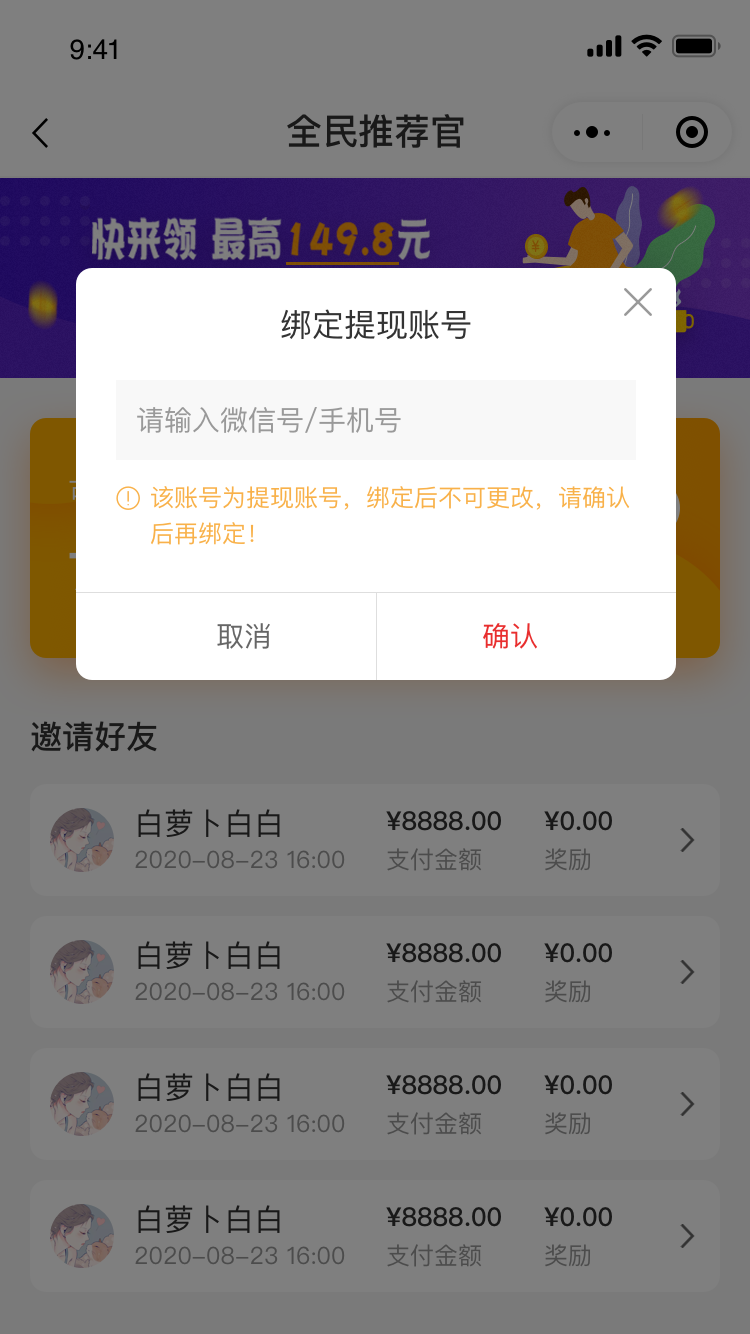 9:41
全民推荐官
快来领 最高149.8元
绑定提现账号
请输入微信号/手机号
该账号为提现账号，绑定后不可更改，请确认
后再绑定！
取消
确认
邀请好友
白萝卜白白 ¥8888.00 ¥0.00
2020-08-23 16:00 支付金额 奖励
白萝卜白白 ¥8888.00 ¥0.00
2020-08-23 16:00 支付金额 奖励
白萝卜白白 ¥8888.00 ¥0.00
2020-08-23 16:00 支付金额 奖励
白萝卜白白 ¥8888.00 ¥0.00
2020-08-23 16:00 支付金额 奖励